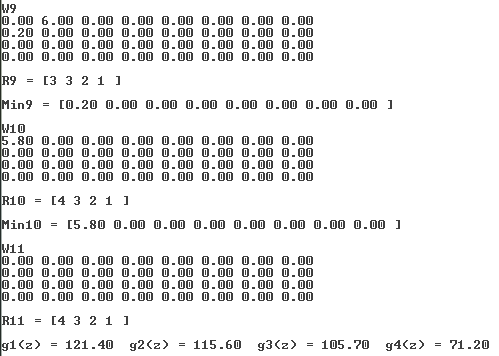 W9
0.00 6.00 0.00 0.00 0.00 0.00 0.00 0.00
0.20 0.00 0.00 0.00 0.00 0.00 0.00 0.00
0.00 0.00 0.00 0.00 0.00 0.00 0.00 0.00
0.00 0.00 0.00 0.00 0.00 0.00 0.00 0.00
R9 = [3 3 2 1 ]
Min9 = [0.20 0.00 0.00 0.00 0.00 0.00 0.00 0.00 ]
W10
5.80 0.00 0.00 0.00 0.00 0.00 0.00 0.00
0.00 0.00 0.00 0.00 0.00 0.00 0.00 0.00
0.00 0.00 0.00 0.00 0.00 0.00 0.00 0.00
0.00 0.00 0.00 0.00 0.00 0.00 0.00 0.00
R10 = [4 3 2 1 ]
Min10 = [5.80 0.00 0.00 0.00 0.00 0.00 0.00 0.00 ]
W11
0.00 0.00 0.00 0.00 0.00 0.00 0.00 0.00
0.00 0.00 0.00 0.00 0.00 0.00 0.00 0.00
0.00 0.00 0.00 0.00 0.00 0.00 0.00 0.00
0.00 0.00 0.00 0.00 0.00 0.00 0.00 0.00
R11 = [4 3 2 1 ]
g1(z) = 121.40  g2(z) = 115.60  g3(z) = 105.70  g4(z) = 71.20